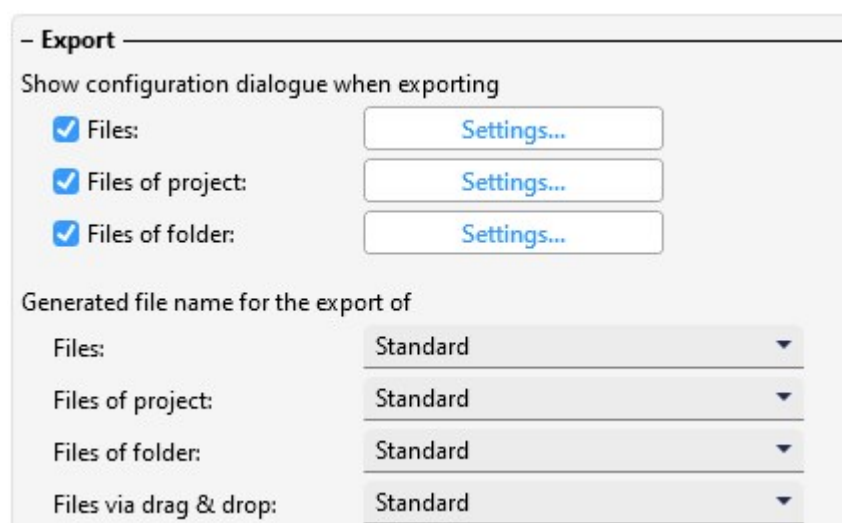 – Export
Show configuration dialogue when exporting
Files: Settings...
Files of project: Settings...
Files of folder: Settings...
Generated file name for the export of
Files: Standard
Files of project: Standard
Files of folder: Standard
Files via drag & drop: Standard